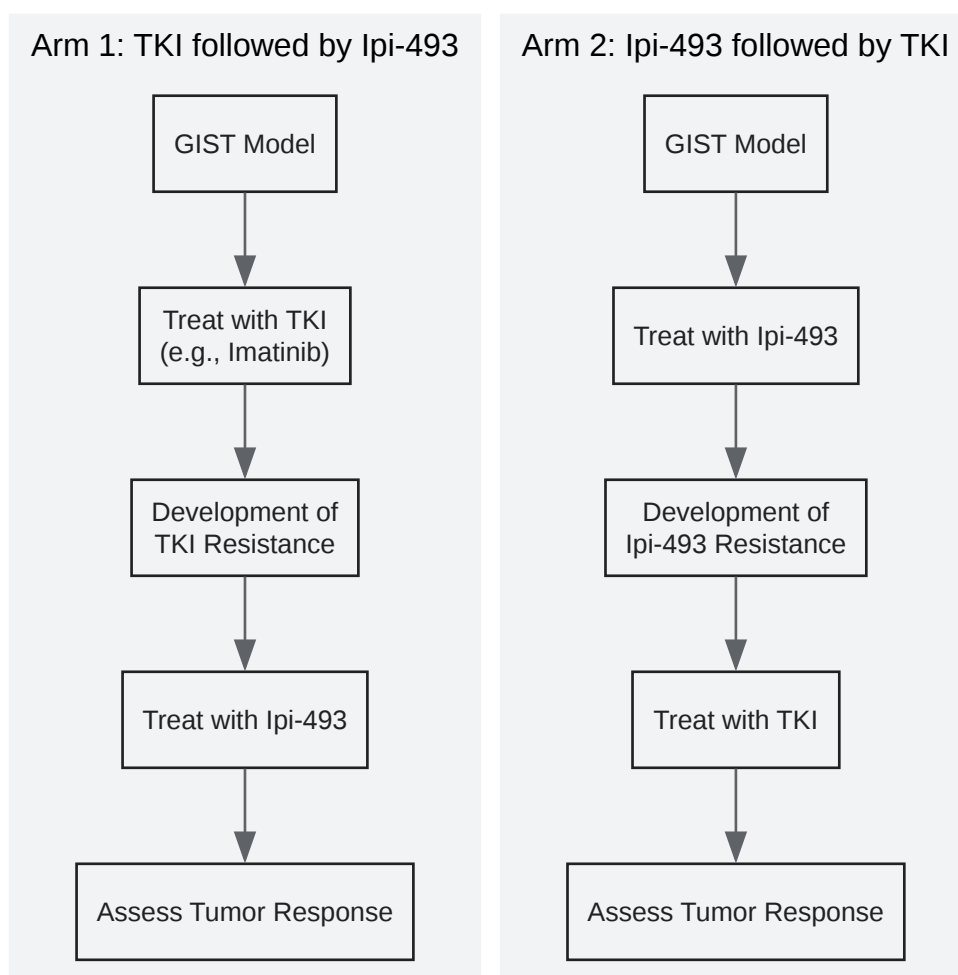 Arm 1: TKI followed by Ipi-493
GIST Model
Treat with TKI
(e.g., Imatinib)
Development of
TKI Resistance
Treat with Ipi-493
Assess Tumor Response
Arm 2: Ipi-493 followed by TKI
GIST Model
Treat with Ipi-493
Development of
Ipi-493 Resistance
Treat with TKI
Assess Tumor Response